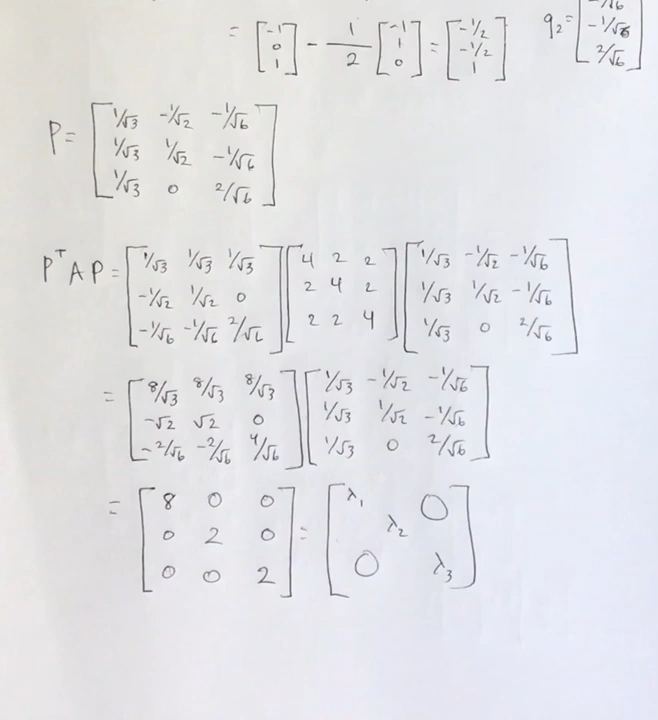 = [-1 0 1] - 1/2 [-1 1 0] = [-1/2 -1/2 1] q₂ = [-1/√6 -1/√6 2/√6]
P = [1/√3 -1/√2 -1/√6
1/√3 1/√2 -1/√6
1/√3 0 2/√6]
PᵀAP = [1/√3 1/√3 1/√3 [4 2 2 [1/√3 -1/√2 -1/√6
-1/√2 1/√2 0 2 4 2 1/√3 1/√2 -1/√6
-1/√6 -1/√6 2/√6] 2 2 4] 1/√3 0 2/√6]
= [8/√3 8/√3 8/√3 [1/√3 -1/√2 -1/√6
-√2 √2 0 1/√3 1/√2 -1/√6
-2/√6 -2/√6 4/√6] 1/√3 0 2/√6]
= [8 0 0 = [λ₁ 0
0 2 0 λ₂
0 0 2] 0 λ₃]